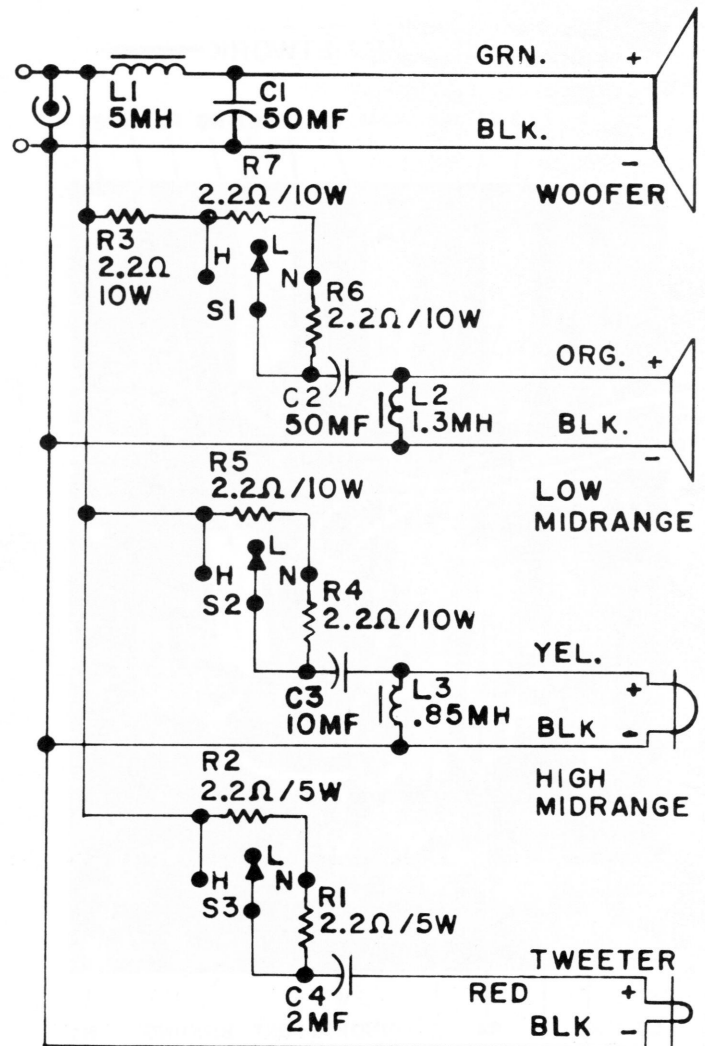 GRN. +
L1
5MH
C1
50MF
BLK.
-
WOOFER
R7
2.2Ω/10W
R3
2.2Ω
10W
H
L
N
S1
R6
2.2Ω/10W
C2
50MF
L2
1.3MH
ORG. +
BLK.
-
LOW
MIDRANGE
R5
2.2Ω/10W
H
L
N
S2
R4
2.2Ω/10W
C3
10MF
L3
.85MH
YEL.
+
BLK -
HIGH
MIDRANGE
R2
2.2Ω/5W
H
L
N
S3
R1
2.2Ω/5W
C4
2MF
TWEETER
RED +
BLK -